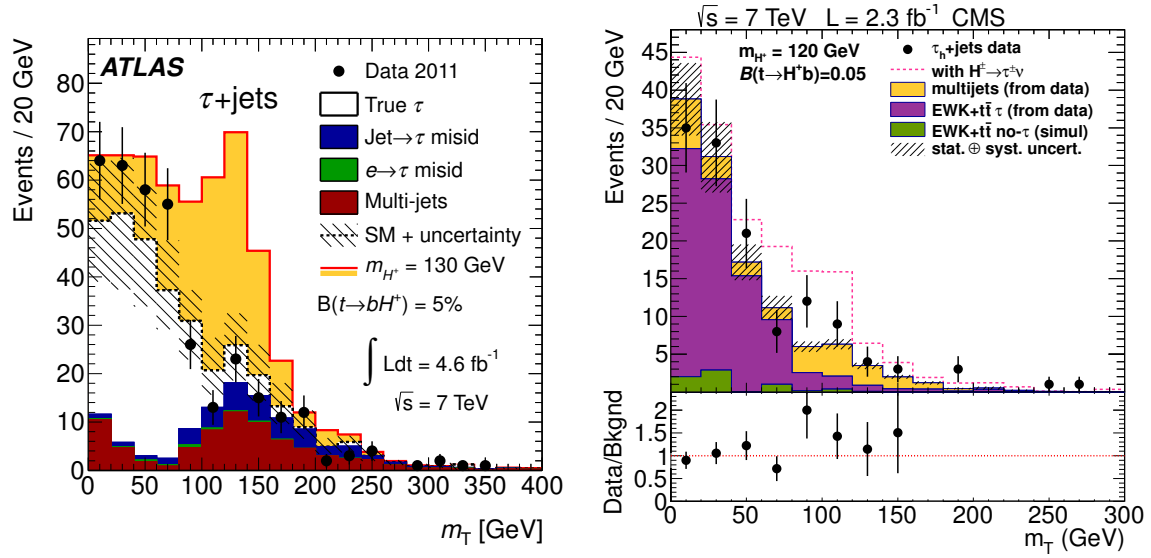 ATLAS
τ+jets
Data 2011
True τ
Jet→τ misid
e→τ misid
Multi-jets
SM + uncertainty
m_H+ = 130 GeV
B(t→bH⁺) = 5%
∫ Ldt = 4.6 fb⁻¹
√s = 7 TeV
Events / 20 GeV
0 10 20 30 40 50 60 70 80
0 50 100 150 200 250 300 350 400
m_T [GeV]
√s = 7 TeV L = 2.3 fb⁻¹ CMS
m_H+ = 120 GeV
B(t→H⁺b)=0.05
τ_h+jets data
with H^±→τ^±ν
multijets (from data)
EWK+tt̄ τ (from data)
EWK+tt̄ no-τ (simul)
stat. ⊕ syst. uncert.
Events / 20 GeV
5 10 15 20 25 30 35 40 45
Data/Bkgnd
0 0.5 1 1.5 2
0 50 100 150 200 250 300
m_T (GeV)